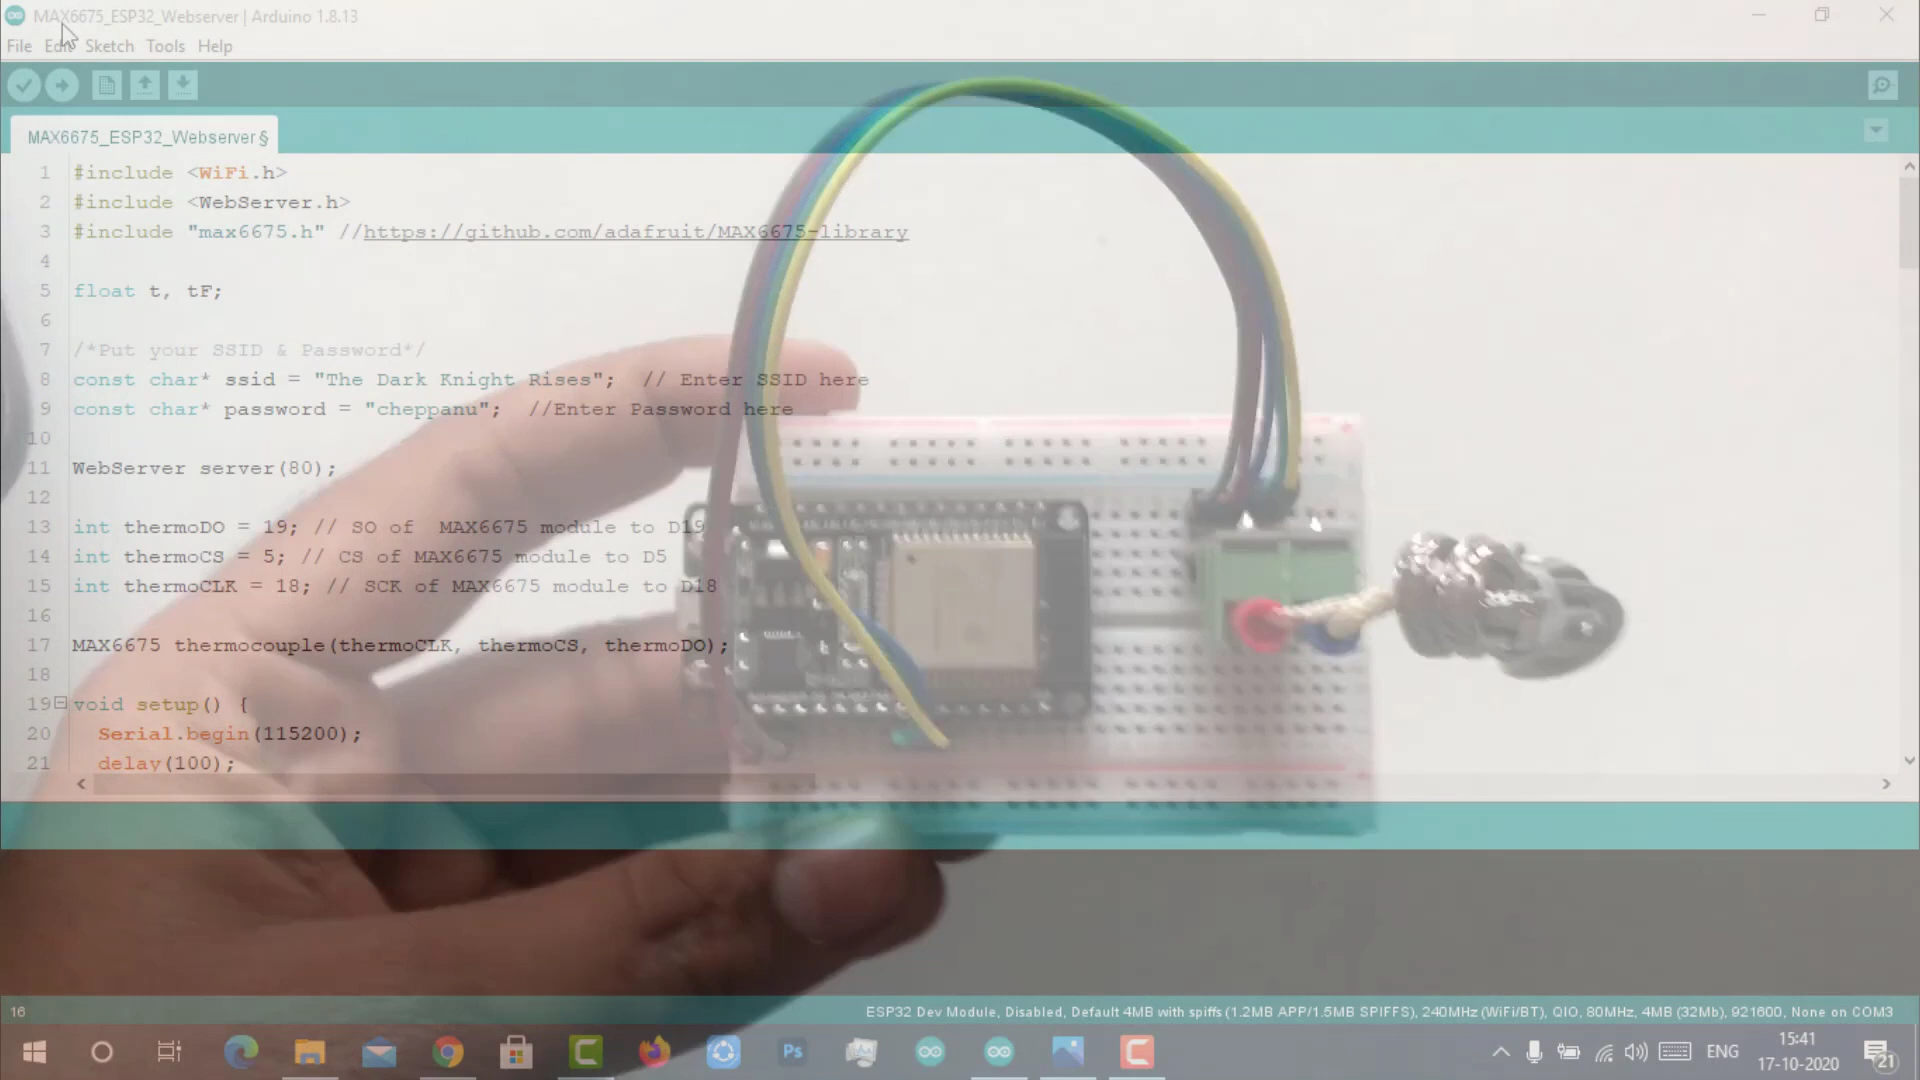 MAX6675_ESP32_Webserver | Arduino 1.8.13
File Edit Sketch Tools Help
MAX6675_ESP32_Webserver §
1 #include <WiFi.h>
2 #include <WebServer.h>
3 #include "max6675.h" //https://github.com/adafruit/MAX6675-library
4
5 float t, tF;
6
7 /*Put your SSID & Password*/
8 const char* ssid = "The Dark Knight Rises"; // Enter SSID here
9 const char* password = "cheppanu"; //Enter Password here
10
11 WebServer server(80);
12
13 int thermoDO = 19; // SO of MAX6675 module to D19
14 int thermoCS = 5; // CS of MAX6675 module to D5
15 int thermoCLK = 18; // SCK of MAX6675 module to D18
16
17 MAX6675 thermocouple(thermoCLK, thermoCS, thermoDO);
18
19 void setup() {
20 Serial.begin(115200);
21 delay(100);
16 ESP32 Dev Module, Disabled, Default 4MB with spiffs (1.2MB APP/1.5MB SPIFFS), 240MHz (WiFi/BT), QIO, 80MHz, 4MB (32Mb), 921600, None on COM3
Ps
ENG
15:41
17-10-2020
21